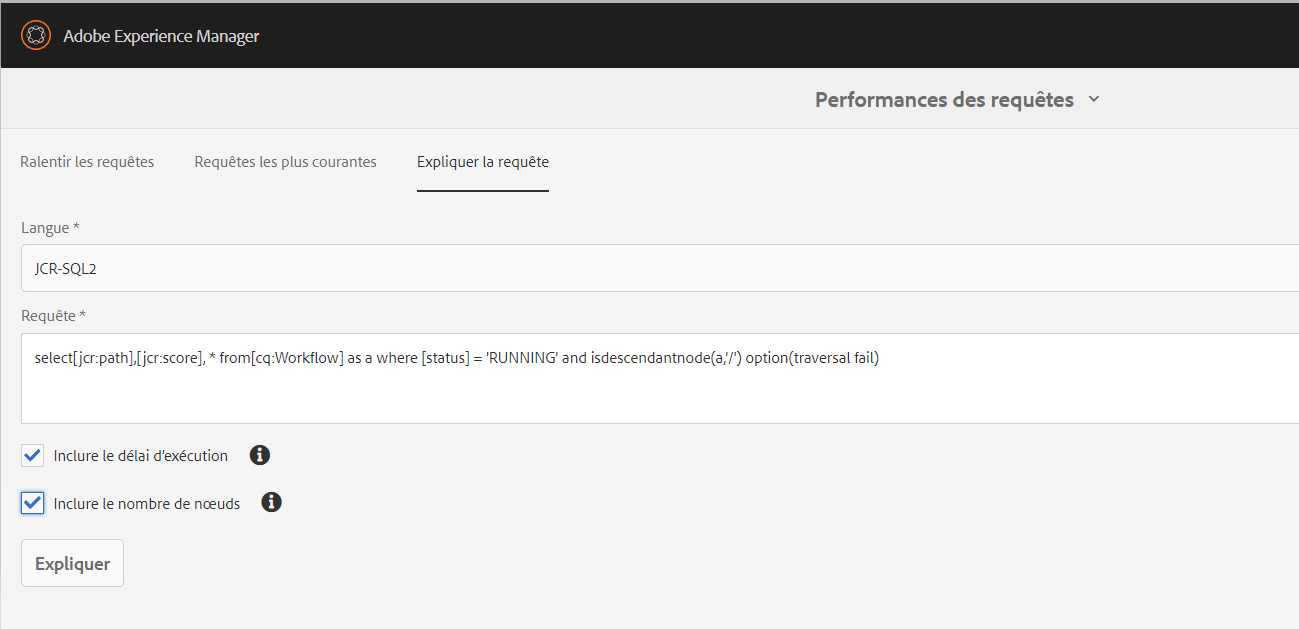 Adobe Experience Manager
Performances des requêtes
Ralentir les requêtes Requêtes les plus courantes Expliquer la requête
Langue *
JCR-SQL2
Requête *
select[jcr:path],[jcr:score], * from[cq:Workflow] as a where [status] = 'RUNNING' and isdescendantnode(a,'/') option(traversal fail)
Inclure le délai d'exécution
Inclure le nombre de nœuds
Expliquer